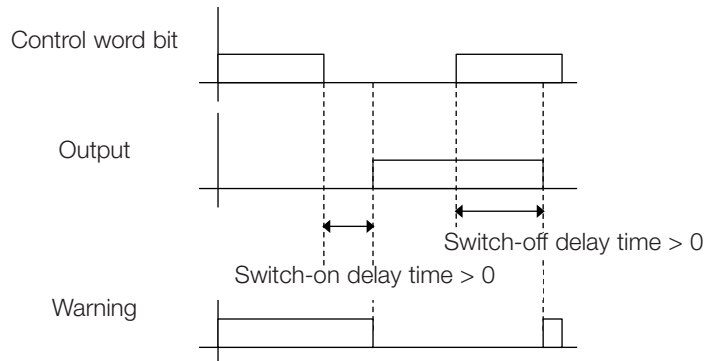 Control word bit
Output
Switch-off delay time > 0
Switch-on delay time > 0
Warning